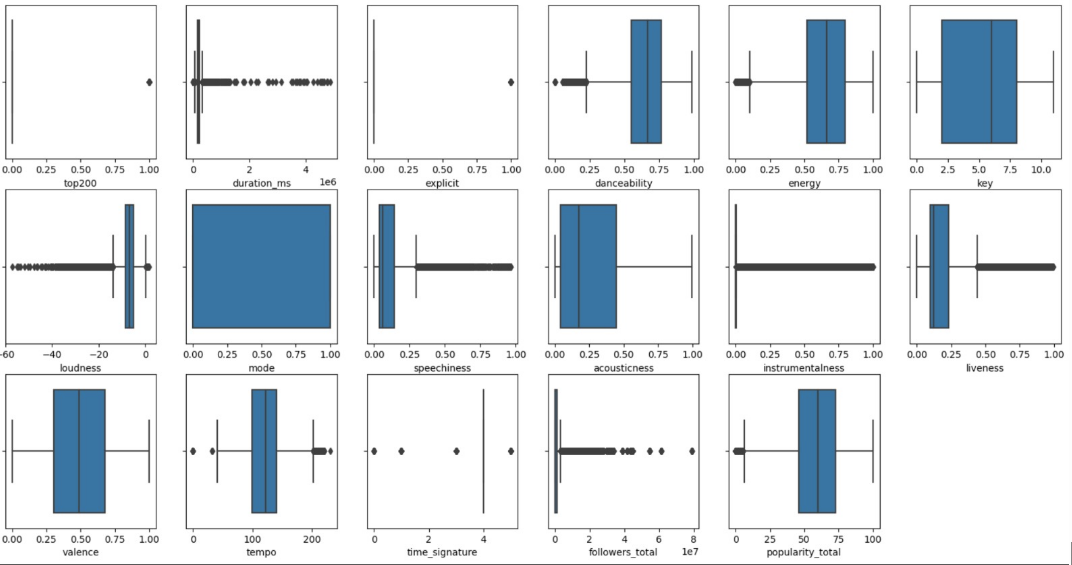 0.00 0.25 0.50 0.75 1.00
top200
0 2 4
1e6
duration_ms
0.00 0.25 0.50 0.75 1.00
explicit
0.00 0.25 0.50 0.75 1.00
danceability
0.00 0.25 0.50 0.75 1.00
energy
0.0 2.5 5.0 7.5 10.0
key
−60 −40 −20 0
loudness
0.00 0.25 0.50 0.75 1.00
mode
0.00 0.25 0.50 0.75 1.00
speechiness
0.00 0.25 0.50 0.75 1.00
acousticness
0.00 0.25 0.50 0.75 1.00
instrumentalness
0.00 0.25 0.50 0.75 1.00
liveness
0.00 0.25 0.50 0.75 1.00
valence
0 100 200
tempo
0 2 4
time_signature
0 2 4 6 8
1e7
followers_total
0 25 50 75 100
popularity_total